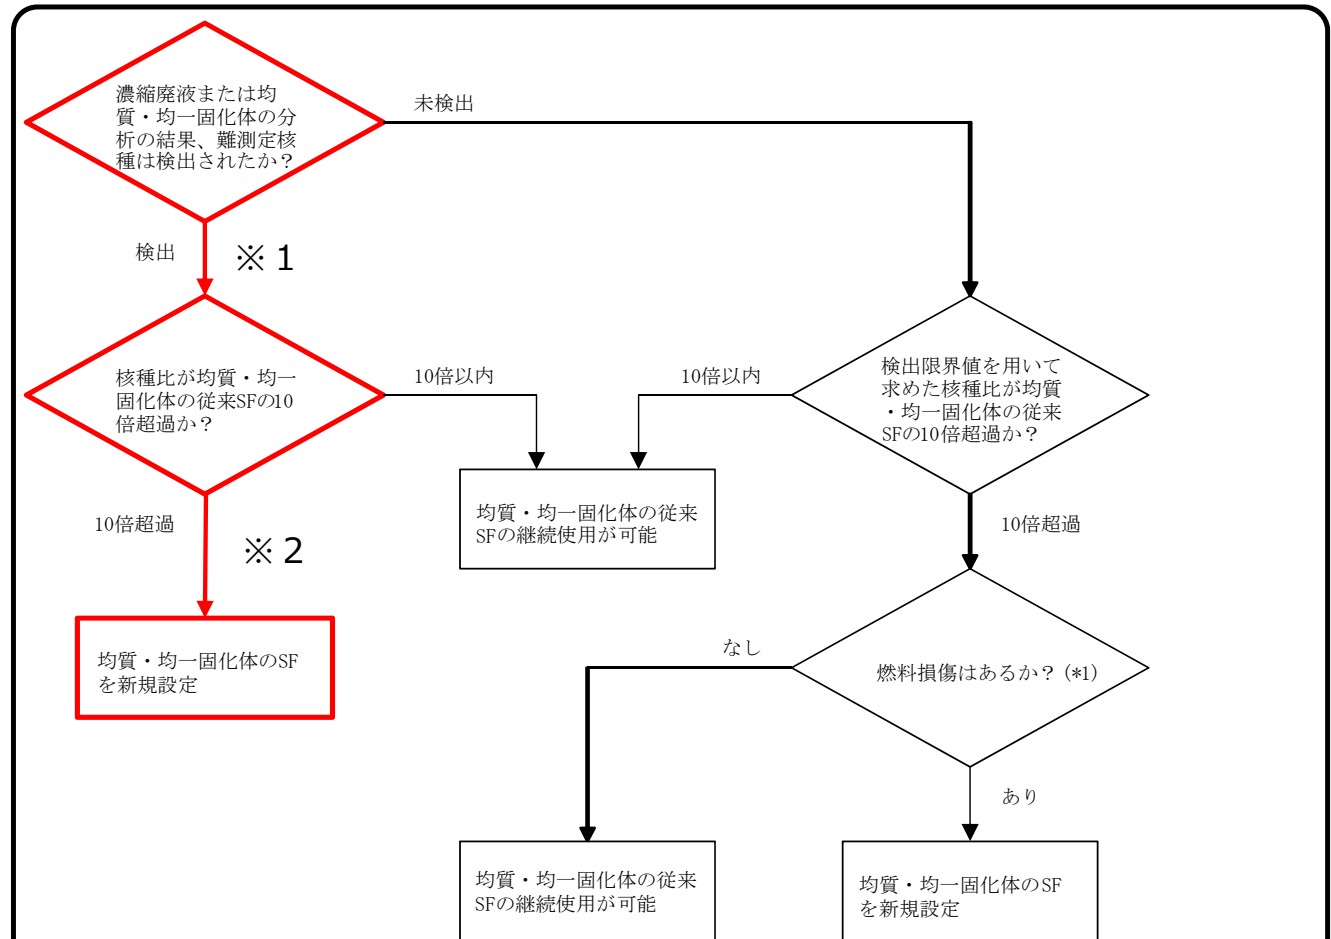 濃縮廃液または均
質・均一固化体の分
析の結果、難測定核
種は検出されたか？
未検出
検出
※１
核種比が均質・均一
固化体の従来SFの10
倍超過か？
10倍以内
10倍以内
検出限界値を用いて
求めた核種比が均質
・均一固化体の従来
SFの10倍超過か？
均質・均一固化体の従来
SFの継続使用が可能
10倍超過
※２
10倍超過
均質・均一固化体のSF
を新規設定
なし
燃料損傷はあるか？(*1)
あり
均質・均一固化体の従来
SFの継続使用が可能
均質・均一固化体のSF
を新規設定